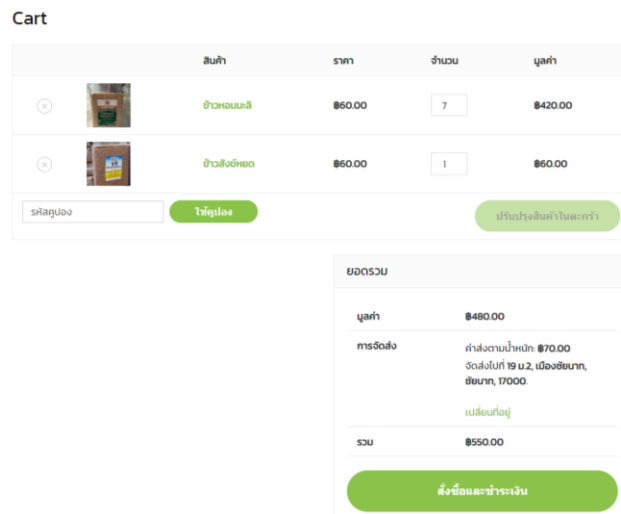 Cart
สินค้า ราคา จำนวน มูลค่า
ข้าวหอมมะลิ ฿60.00 7 ฿420.00
ข้าวสังข์หยด ฿60.00 1 ฿60.00
รหัสคูปอง ใช้คูปอง ปรับปรุงสินค้าในตะกร้า
ยอดรวม
มูลค่า ฿480.00
การจัดส่ง ค่าส่งตามน้ำหนัก: ฿70.00
จัดส่งไปที่ 19 ม.2, เมืองชัยนาท,
ชัยนาท, 17000.
เปลี่ยนที่อยู่
รวม ฿550.00
สั่งซื้อและชำระเงิน